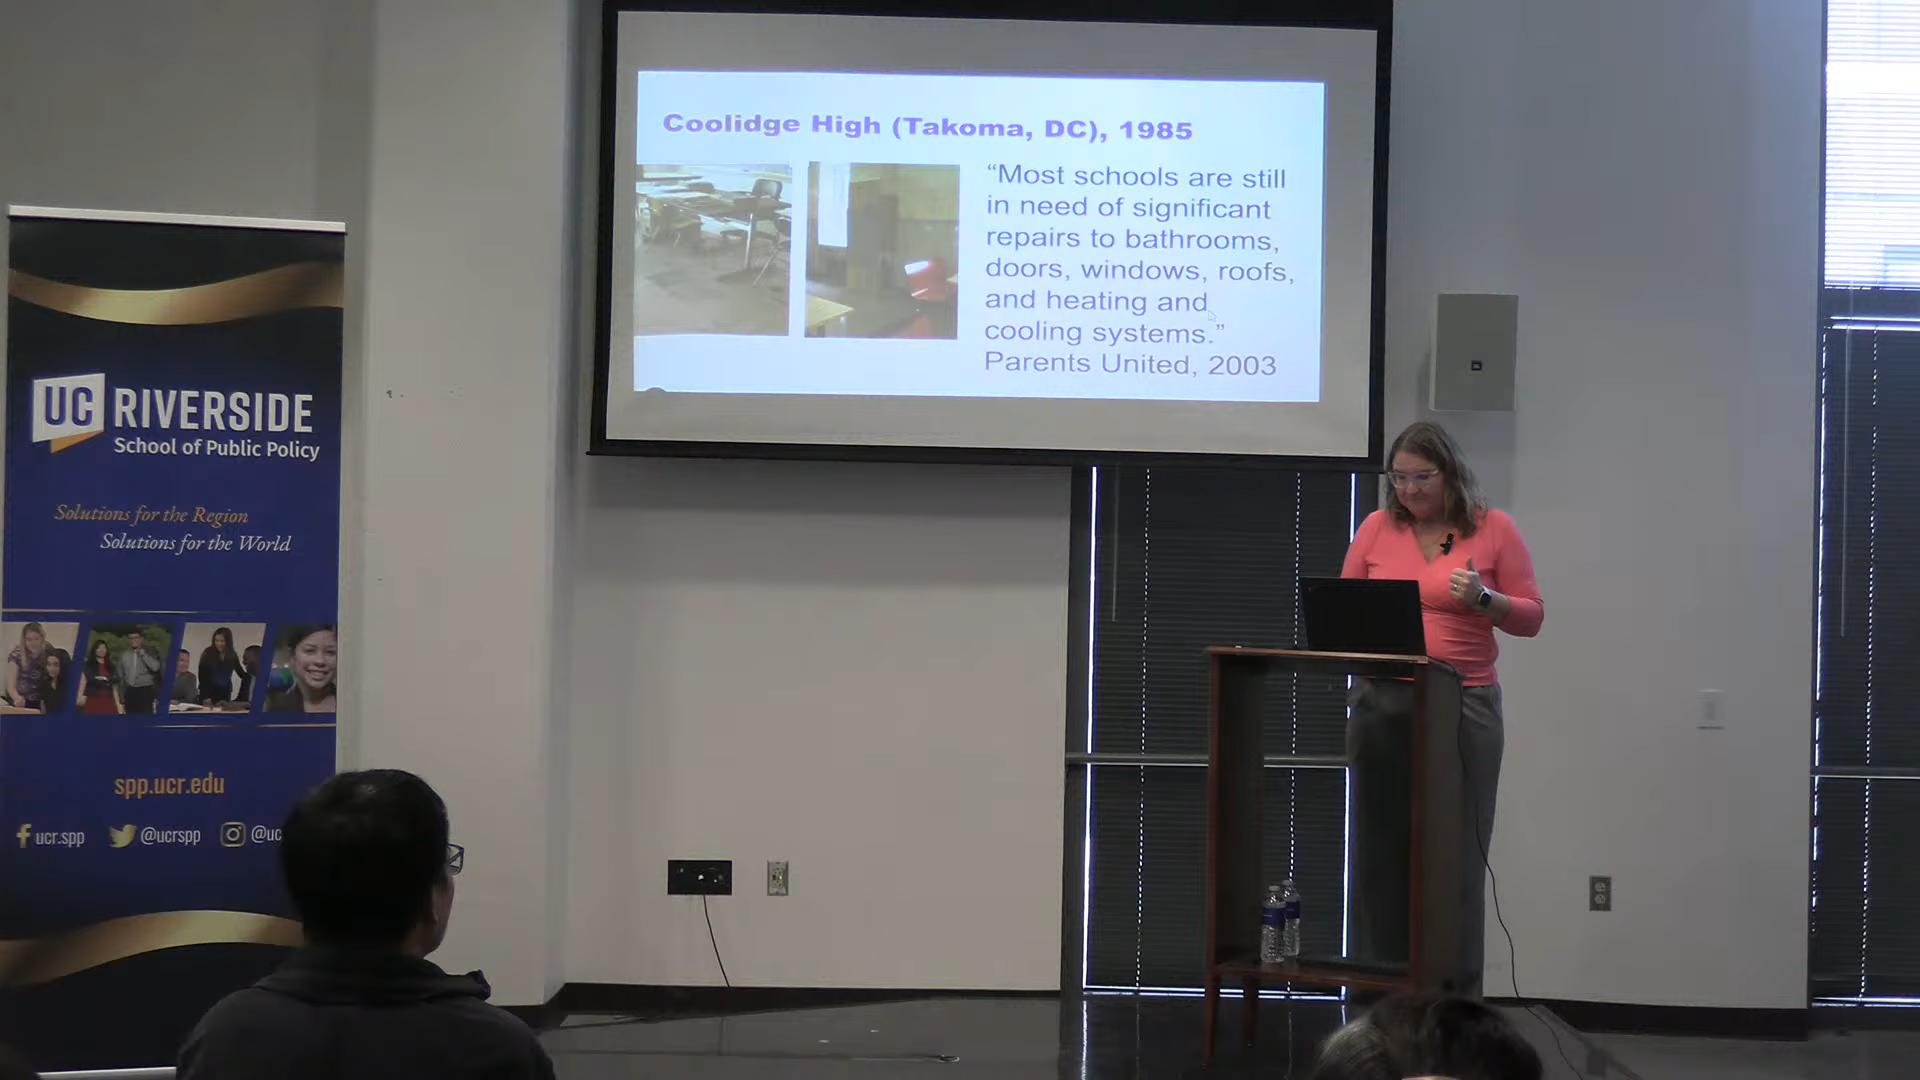 Coolidge High (Takoma, DC), 1985
“Most schools are still
in need of significant
repairs to bathrooms,
doors, windows, roofs,
and heating and
cooling systems.”
Parents United, 2003
UC RIVERSIDE
School of Public Policy
Solutions for the Region
Solutions for the World
spp.ucr.edu
ucr.spp @ucrspp @uc